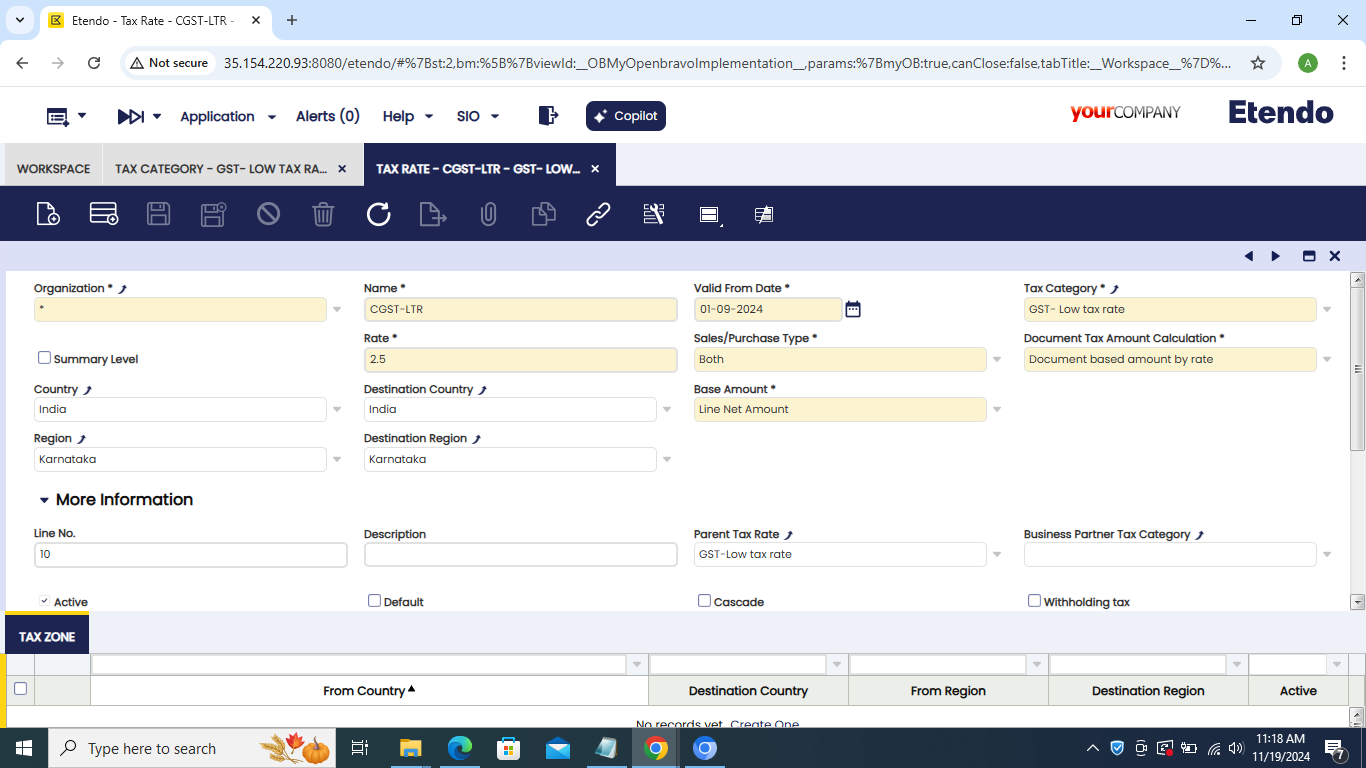 Etendo - Tax Rate - CGST-LTR -
Not secure
35.154.220.93:8080/etendo/#%7Bst:2,bm:%5B%7BviewId:__OBMyOpenbravoImplementation__,params:%7BmyOB:true,canClose:false,tabTitle:__Workspace__%7D%...
A
Application Alerts (0) Help SIO Copilot
yourCOMPANY Etendo
WORKSPACE TAX CATEGORY - GST- LOW TAX RA... TAX RATE - CGST-LTR - GST- LOW...
Organization * Name * Valid From Date * Tax Category *
* CGST-LTR 01-09-2024 GST- Low tax rate
Rate * Sales/Purchase Type * Document Tax Amount Calculation *
Summary Level 2.5 Both Document based amount by rate
Country Destination Country Base Amount *
India India Line Net Amount
Region Destination Region
Karnataka Karnataka
More Information
Line No. Description Parent Tax Rate Business Partner Tax Category
10 GST-Low tax rate
Active Default Cascade Withholding tax
TAX ZONE
From Country Destination Country From Region Destination Region Active
No records yet. Create One
Type here to search
11:18 AM
11/19/2024
7